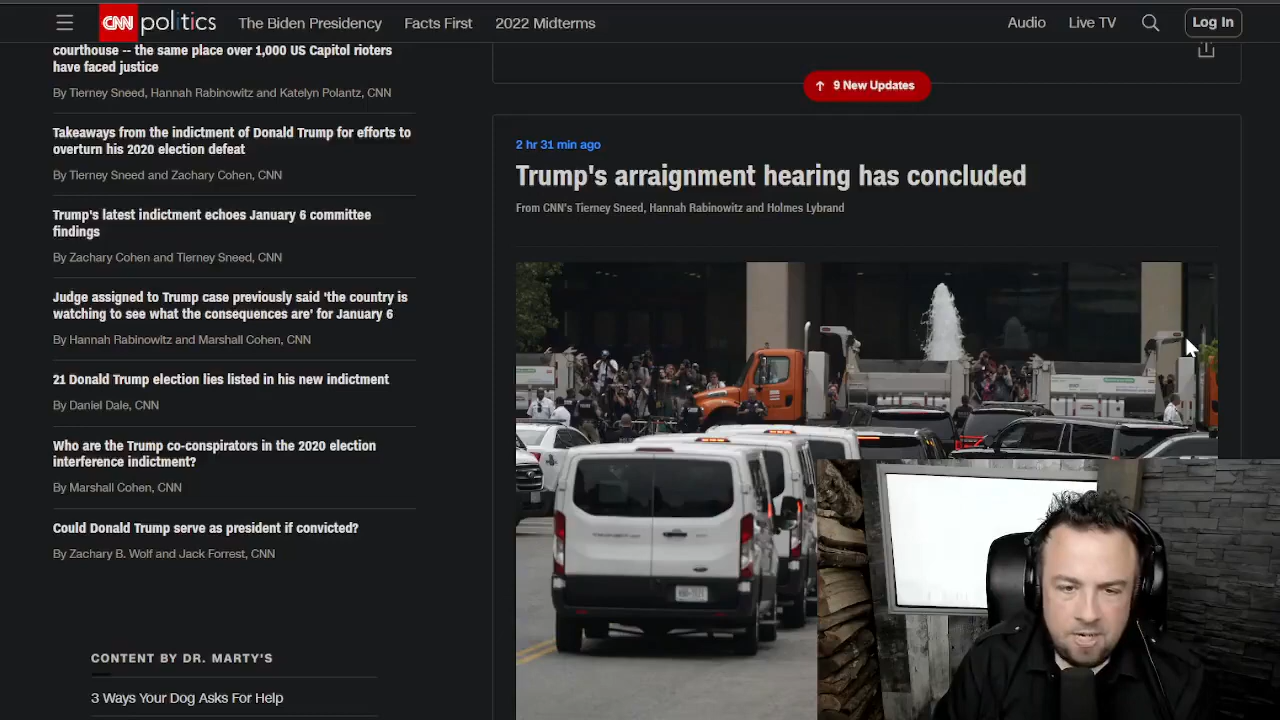 CNN politics
The Biden Presidency
Facts First
2022 Midterms
Audio
Live TV
Log In
courthouse -- the same place over 1,000 US Capitol rioters
have faced justice
By Tierney Sneed, Hannah Rabinowitz and Katelyn Polantz, CNN
Takeaways from the indictment of Donald Trump for efforts to
overturn his 2020 election defeat
By Tierney Sneed and Zachary Cohen, CNN
Trump's latest indictment echoes January 6 committee
findings
By Zachary Cohen and Tierney Sneed, CNN
Judge assigned to Trump case previously said 'the country is
watching to see what the consequences are' for January 6
By Hannah Rabinowitz and Marshall Cohen, CNN
21 Donald Trump election lies listed in his new indictment
By Daniel Dale, CNN
Who are the Trump co-conspirators in the 2020 election
interference indictment?
By Marshall Cohen, CNN
Could Donald Trump serve as president if convicted?
By Zachary B. Wolf and Jack Forrest, CNN
CONTENT BY DR. MARTY'S
3 Ways Your Dog Asks For Help
9 New Updates
2 hr 31 min ago
Trump's arraignment hearing has concluded
From CNN's Tierney Sneed, Hannah Rabinowitz and Holmes Lybrand